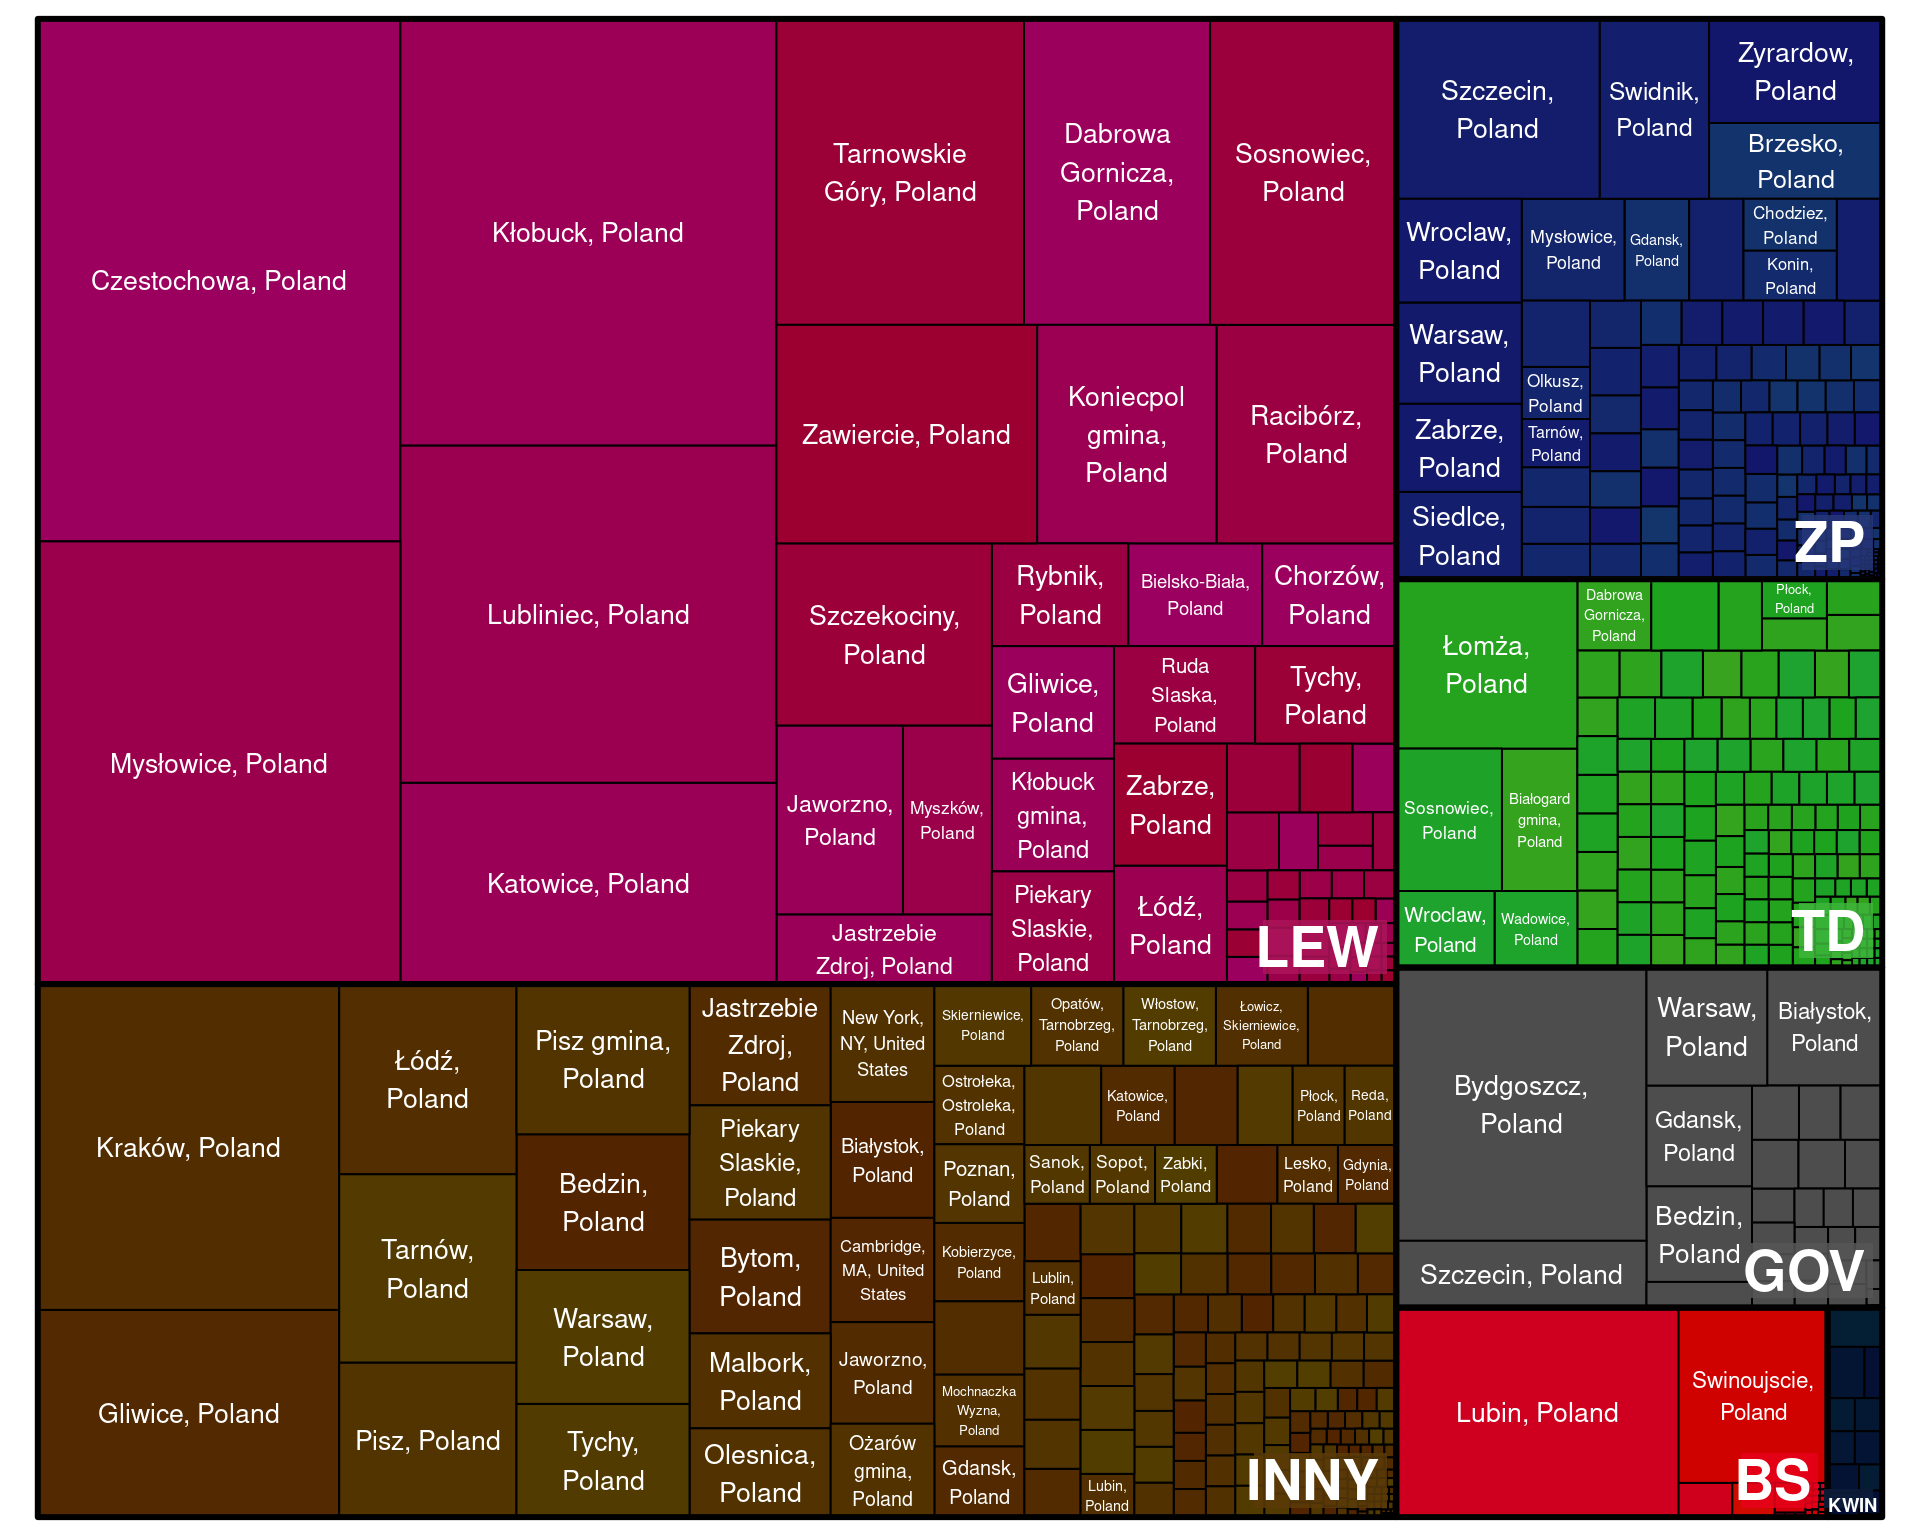 Czestochowa, Poland
Mysłowice, Poland
Kłobuck, Poland
Lubliniec, Poland
Katowice, Poland
Tarnowskie
Góry, Poland
Dabrowa
Gornicza,
Poland
Sosnowiec,
Poland
Zawiercie, Poland
Koniecpol
gmina,
Poland
Racibórz,
Poland
Szczekociny,
Poland
Jaworzno,
Poland
Myszków,
Poland
Jastrzebie
Zdroj, Poland
Rybnik,
Poland
Bielsko-Biała,
Poland
Chorzów,
Poland
Gliwice,
Poland
Kłobuck
gmina,
Poland
Piekary
Slaskie,
Poland
Ruda
Slaska,
Poland
Tychy,
Poland
Zabrze,
Poland
Łódź,
Poland
LEW
Kraków, Poland
Gliwice, Poland
Łódź,
Poland
Tarnów,
Poland
Pisz, Poland
Pisz gmina,
Poland
Bedzin,
Poland
Warsaw,
Poland
Tychy,
Poland
Jastrzebie
Zdroj,
Poland
Piekary
Slaskie,
Poland
Bytom,
Poland
Malbork,
Poland
Olesnica,
Poland
New York,
NY, United
States
Białystok,
Poland
Cambridge,
MA, United
States
Jaworzno,
Poland
Ożarów
gmina,
Poland
Skierniewice,
Poland
Opatów,
Tarnobrzeg,
Poland
Włostow,
Tarnobrzeg,
Poland
Łowicz,
Skierniewice,
Poland
Ostrołeka,
Ostroleka,
Poland
Poznan,
Poland
Kobierzyce,
Poland
Mochnaczka
Wyzna,
Poland
Gdansk,
Poland
Katowice,
Poland
Płock,
Poland
Reda,
Poland
Sanok,
Poland
Sopot,
Poland
Zabki,
Poland
Lesko,
Poland
Gdynia,
Poland
Lublin,
Poland
Lubin,
Poland
INNY
Szczecin,
Poland
Swidnik,
Poland
Zyrardow,
Poland
Brzesko,
Poland
Wroclaw,
Poland
Warsaw,
Poland
Zabrze,
Poland
Siedlce,
Poland
Mysłowice,
Poland
Gdansk,
Poland
Chodziez,
Poland
Konin,
Poland
Olkusz,
Poland
Tarnów,
Poland
ZP
Łomża,
Poland
Sosnowiec,
Poland
Białogard
gmina,
Poland
Wroclaw,
Poland
Wadowice,
Poland
Dabrowa
Gornicza,
Poland
Płock,
Poland
TD
Bydgoszcz,
Poland
Szczecin, Poland
Warsaw,
Poland
Białystok,
Poland
Gdansk,
Poland
Bedzin,
Poland
GOV
Lubin, Poland
Swinoujscie,
Poland
BS
KWIN